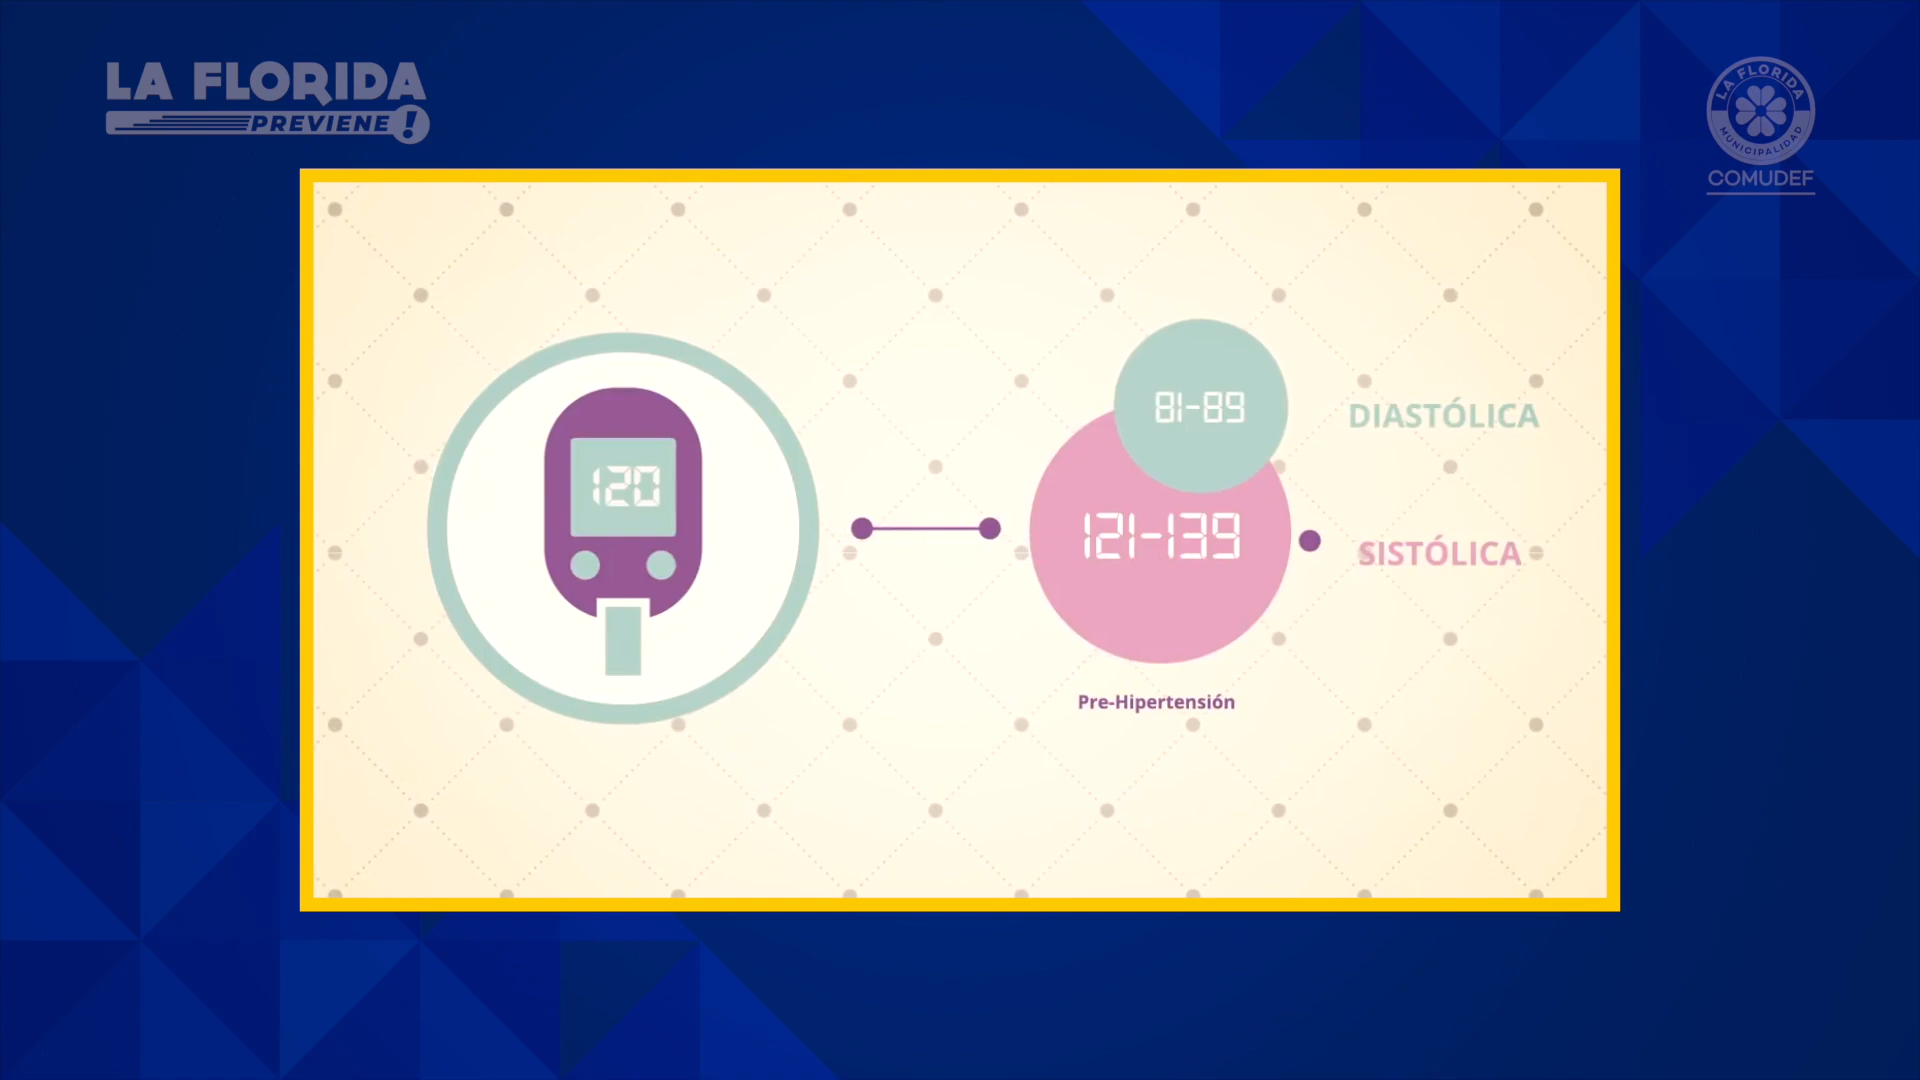 LA FLORIDA
PREVIENE!
LA FLORIDA
MUNICIPALIDAD
COMUDEF
120
81-89
DIASTÓLICA
121-139
SISTÓLICA
Pre-Hipertensión